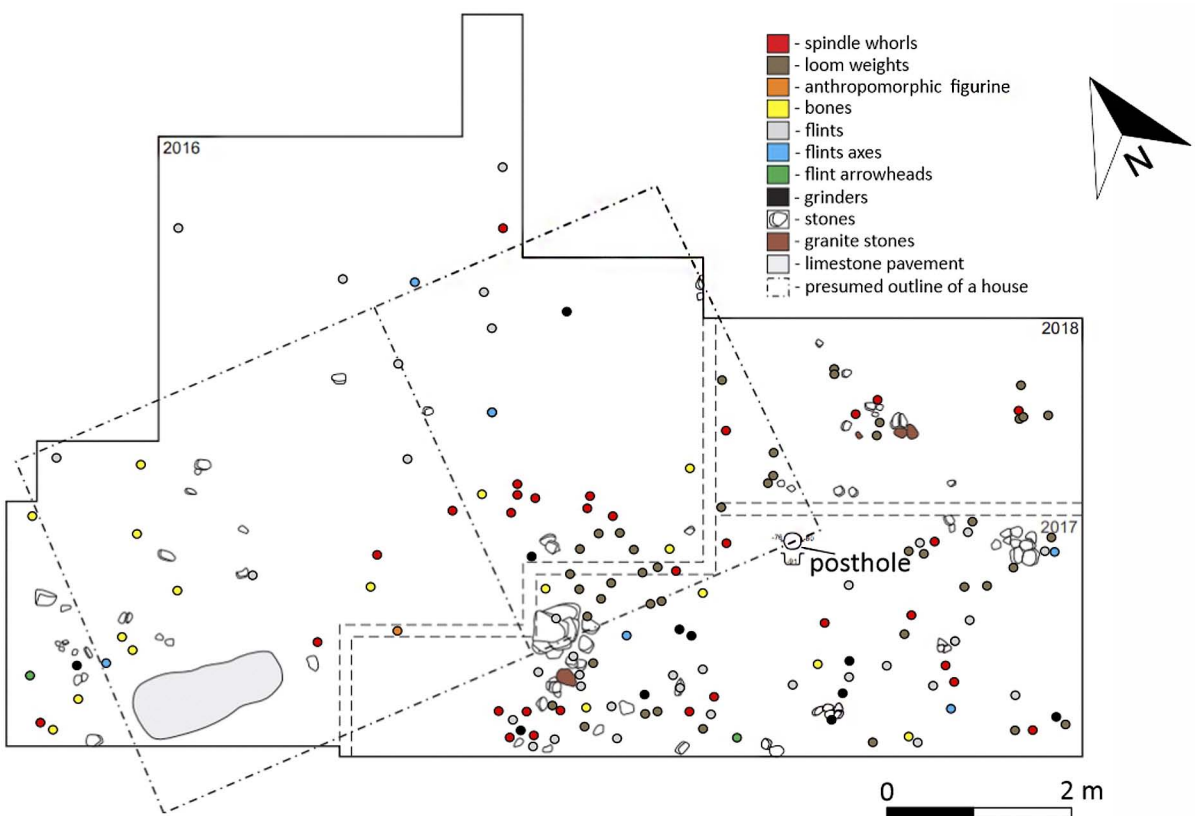 2016
- spindle whorls
- loom weights
- anthropomorphic figurine
- bones
- flints
- flints axes
- flint arrowheads
- grinders
- stones
- granite stones
- limestone pavement
- presumed outline of a house
N
2018
2017
posthole
0 2 m